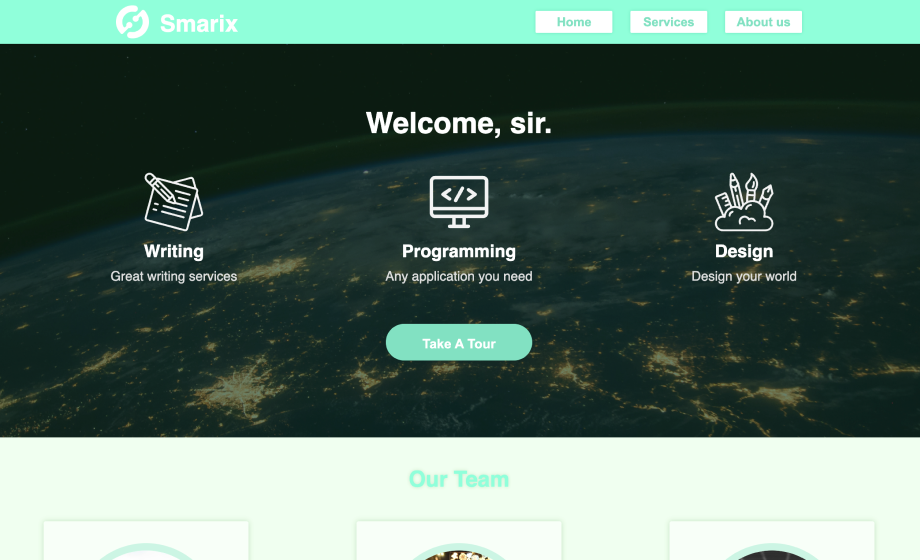 Smarix
Home
Services
About us
Welcome, sir.
</>
Writing
Programming
Design
Great writing services
Any application you need
Design your world
Take A Tour
Our Team